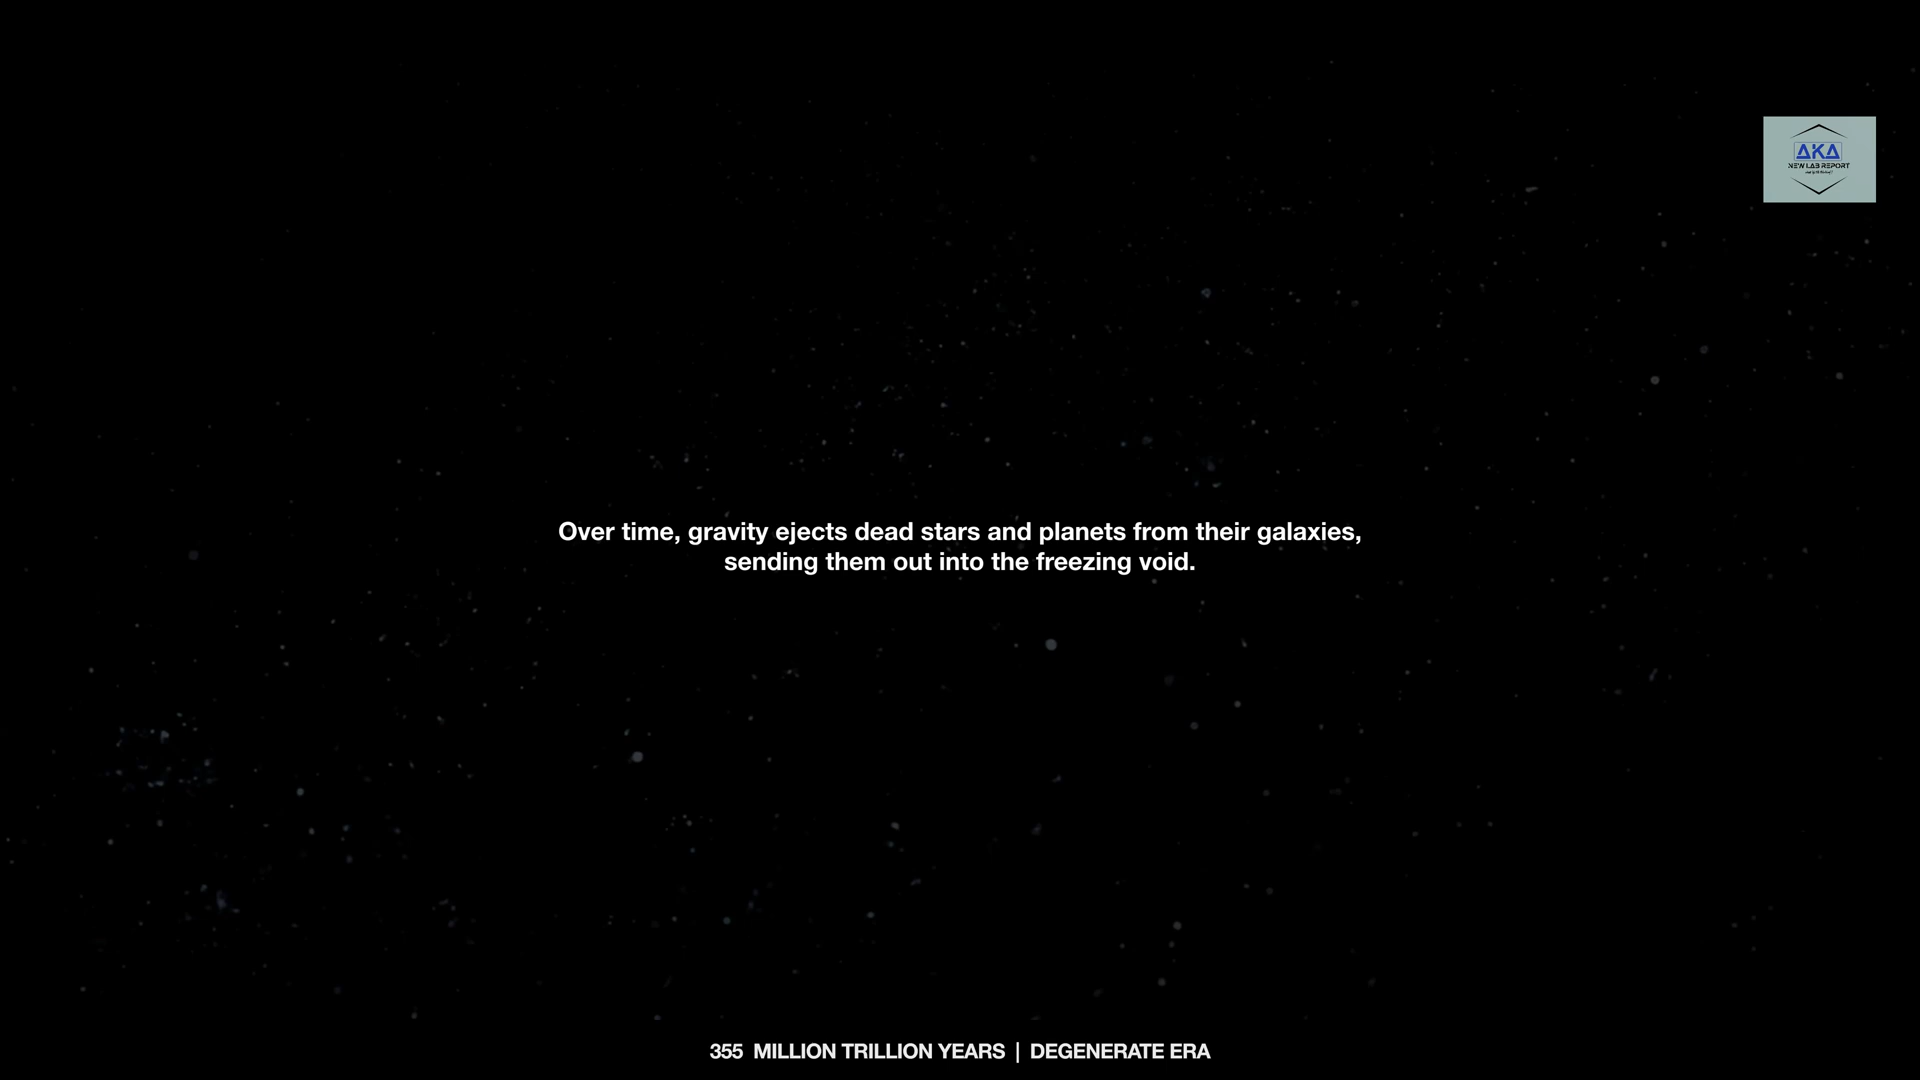 AKA
NEW LAB REPORT
Over time, gravity ejects dead stars and planets from their galaxies,
sending them out into the freezing void.
355 MILLION TRILLION YEARS | DEGENERATE ERA